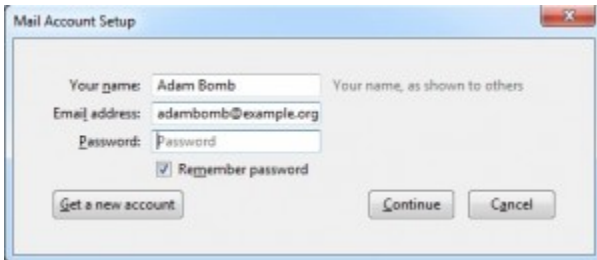 Mail Account Setup
Your name: Adam Bomb Your name, as shown to others
Email address: adambomb@example.org
Password: Password
Remember password
Get a new account Continue Cancel